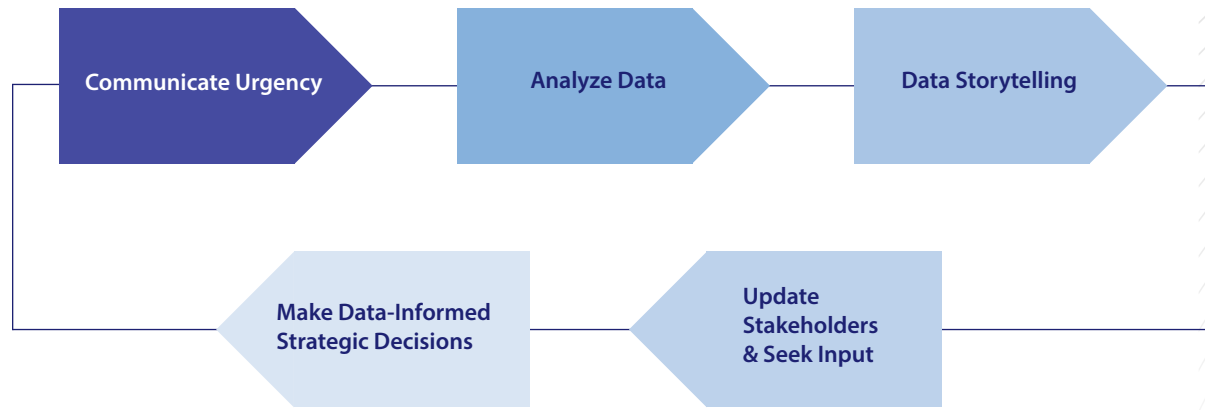 Communicate Urgency
Analyze Data
Data Storytelling
Update
Stakeholders
& Seek Input
Make Data-Informed
Strategic Decisions